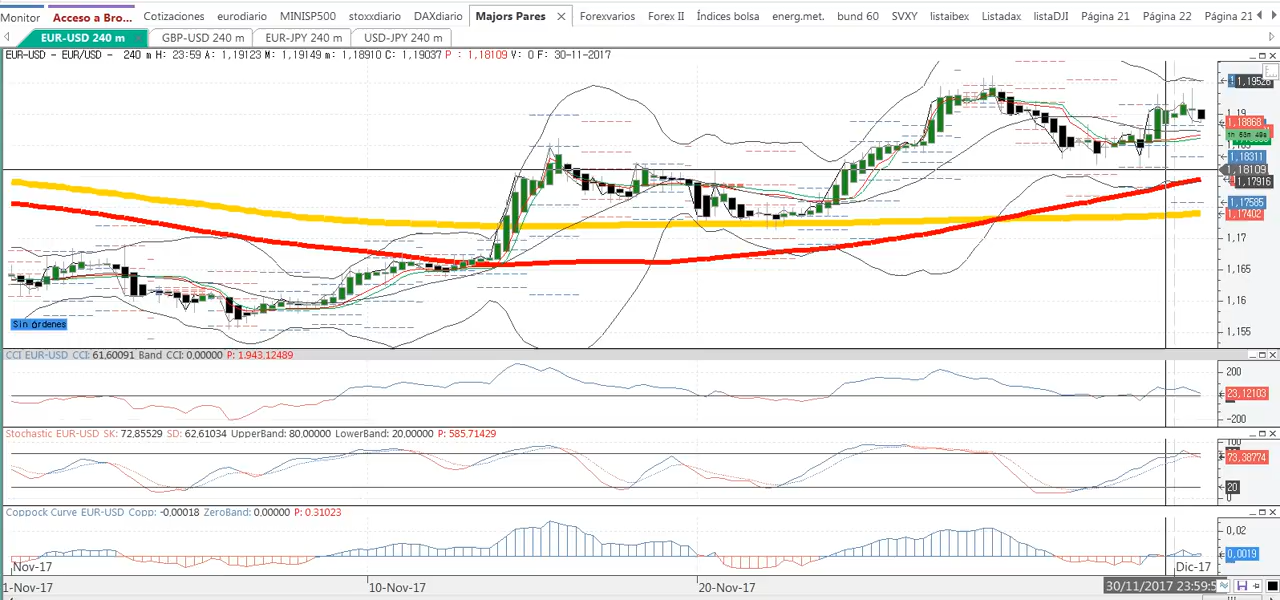 Monitor Acceso a Bro... Cotizaciones eurodiario MINISP500 stoxxdiario DAXdiario Majors Pares Forexvarios Forex II Índices bolsa energ.met. bund 60 SVXY listaibex Listadax listaDJI Página 21 Página 22 Página 21
EUR-USD 240 m GBP-USD 240 m EUR-JPY 240 m USD-JPY 240 m
EUR-USD - EUR/USD - 240 m H: 23:59 A: 1,19123 M: 1,19149 m: 1,18910 C: 1,19037 P : 1,18109 V: 0 F: 30-11-2017
1,19526
1,19
1,18868
1,185
1,18311
1,18109
1,17916
1,17585
1,17402
1,17
1,165
1,16
1,155
Sin órdenes
CCI EUR-USD CCI: 61,60091 Band CCI: 0,00000 P: 1.943,12489
200
23,12103
-200
Stochastic EUR-USD SK: 72,85529 SD: 62,61034 UpperBand: 80,00000 LowerBand: 20,00000 P: 585,71429
100
73,38774
20
0
Coppock Curve EUR-USD Copp: -0,00018 ZeroBand: 0,00000 P: 0.31023
0,02
0,0019
Nov-17 Dic-17
1-Nov-17 10-Nov-17 20-Nov-17 30/11/2017 23:59:5